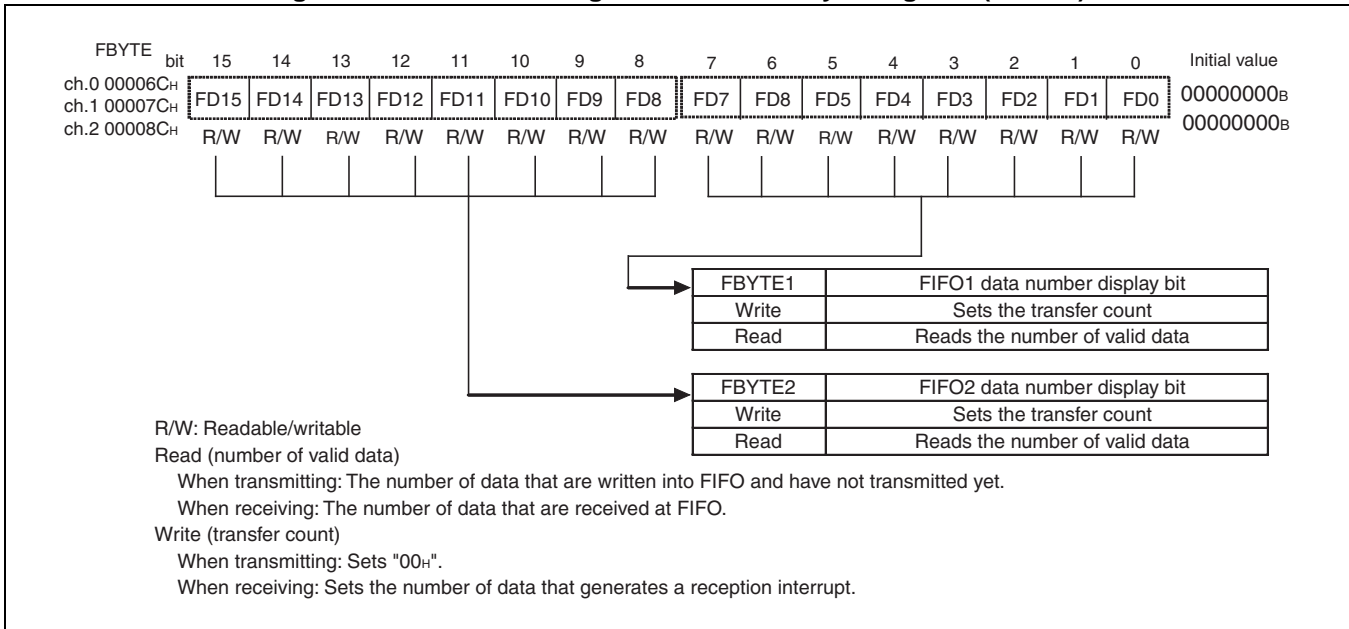 FBYTE bit 15 14 13 12 11 10 9 8 7 6 5 4 3 2 1 0 Initial value
ch.0 00006CH
ch.1 00007CH
ch.2 00008CH
FD15 FD14 FD13 FD12 FD11 FD10 FD9 FD8 FD7 FD8 FD5 FD4 FD3 FD2 FD1 FD0 00000000B
R/W R/W R/W R/W R/W R/W R/W R/W R/W R/W R/W R/W R/W R/W R/W R/W 00000000B
FBYTE1 FIFO1 data number display bit
Write Sets the transfer count
Read Reads the number of valid data
FBYTE2 FIFO2 data number display bit
Write Sets the transfer count
Read Reads the number of valid data
R/W: Readable/writable
Read (number of valid data)
When transmitting: The number of data that are written into FIFO and have not transmitted yet.
When receiving: The number of data that are received at FIFO.
Write (transfer count)
When transmitting: Sets "00H".
When receiving: Sets the number of data that generates a reception interrupt.